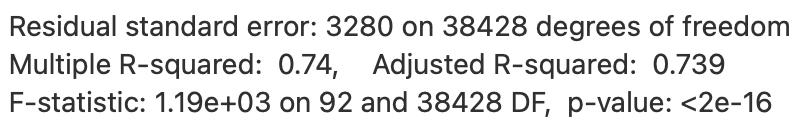 Residual standard error: 3280 on 38428 degrees of freedom
Multiple R-squared:  0.74,    Adjusted R-squared:  0.739
F-statistic: 1.19e+03 on 92 and 38428 DF,  p-value: <2e-16